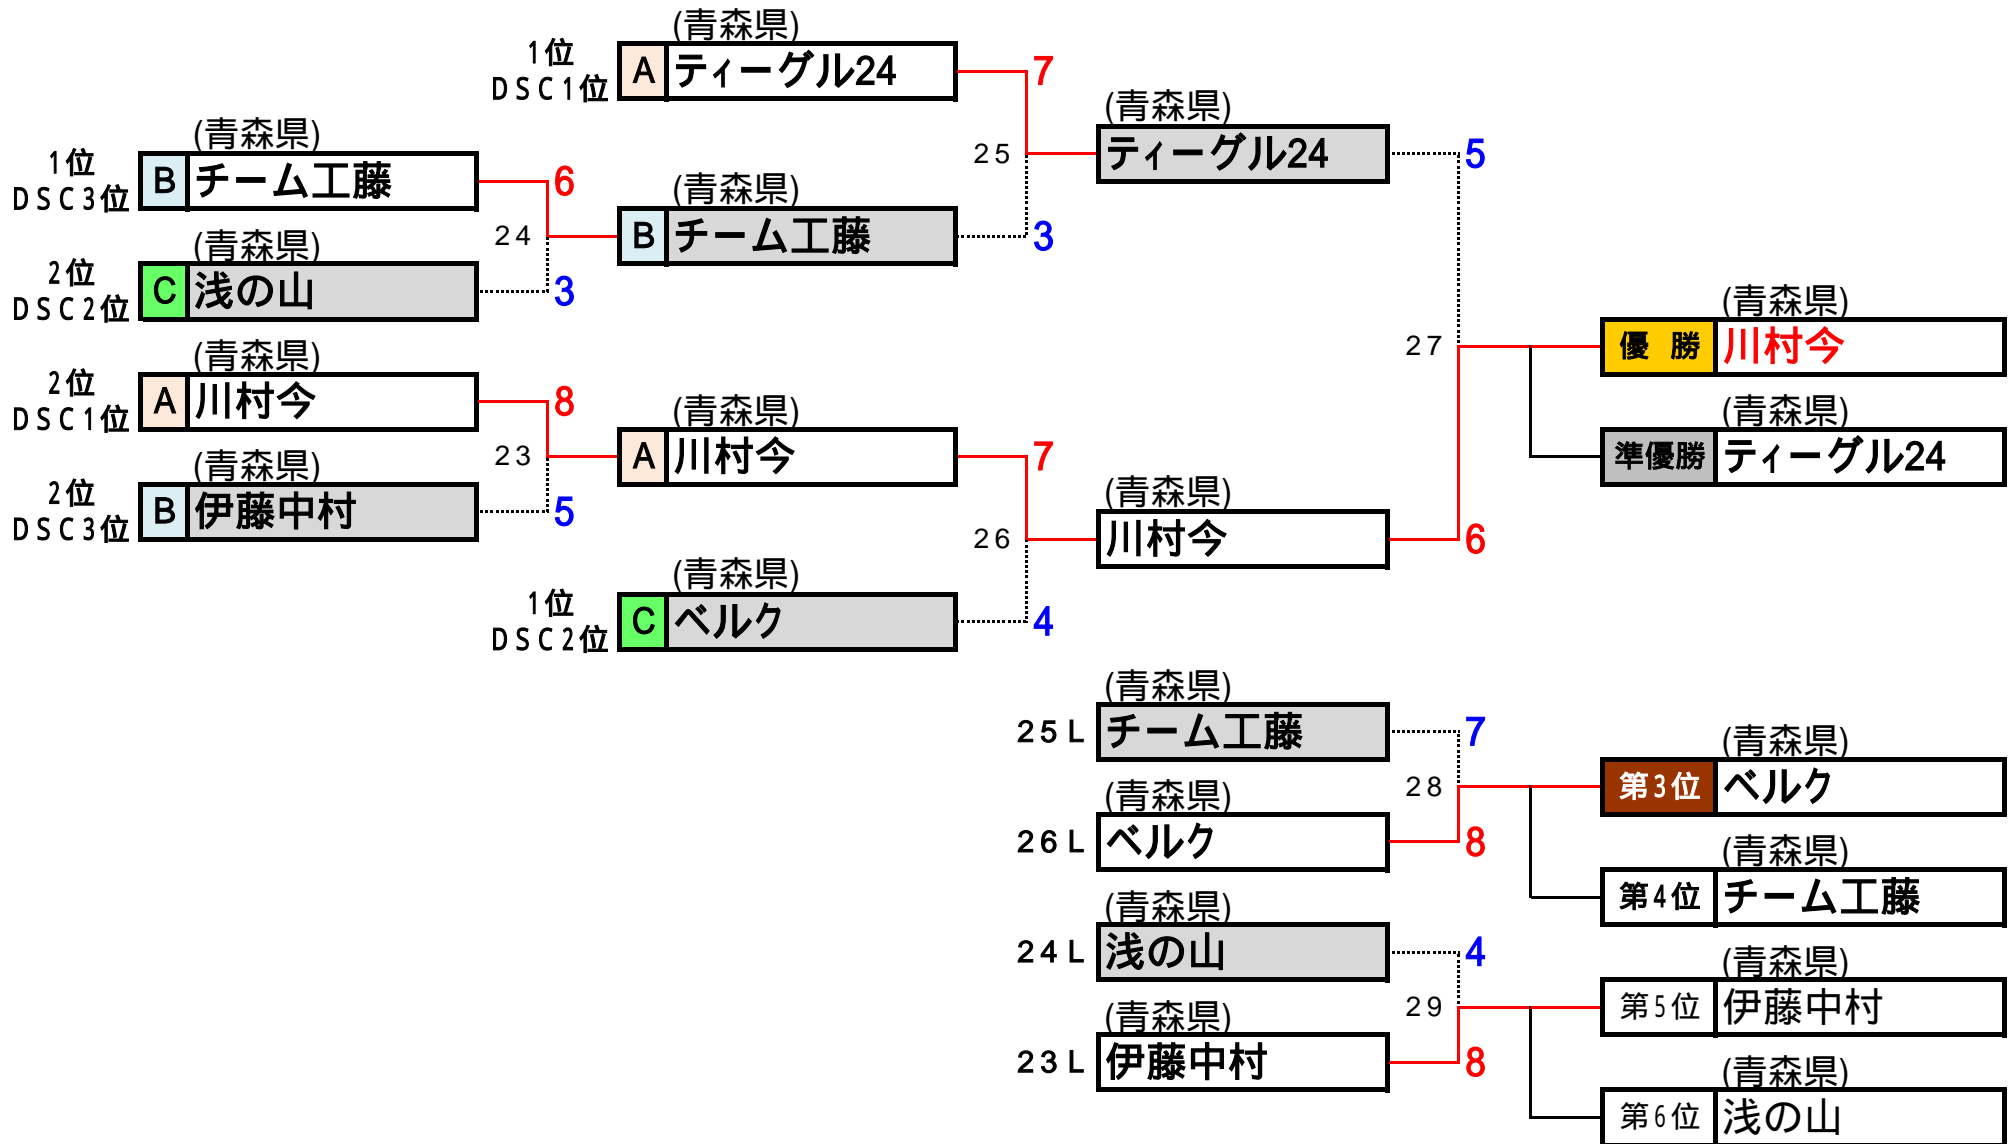 (青森県)
1位
DSC1位
A ティーグル24
7
(青森県)
1位
DSC3位
B チーム工藤
6
24
(青森県)
2位
DSC2位
C 浅の山
3
(青森県)
B チーム工藤
3
25
(青森県)
ティーグル24
5
(青森県)
2位
DSC1位
A 川村今
8
23
(青森県)
2位
DSC3位
B 伊藤中村
5
(青森県)
A 川村今
7
26
(青森県)
1位
DSC2位
C ベルク
4
(青森県)
川村今
6
27
(青森県)
優勝 川村今
(青森県)
準優勝 ティーグル24
(青森県)
25L チーム工藤
7
28
(青森県)
26L ベルク
8
(青森県)
第3位 ベルク
(青森県)
第4位 チーム工藤
(青森県)
24L 浅の山
4
29
(青森県)
23L 伊藤中村
8
(青森県)
第5位 伊藤中村
(青森県)
第6位 浅の山